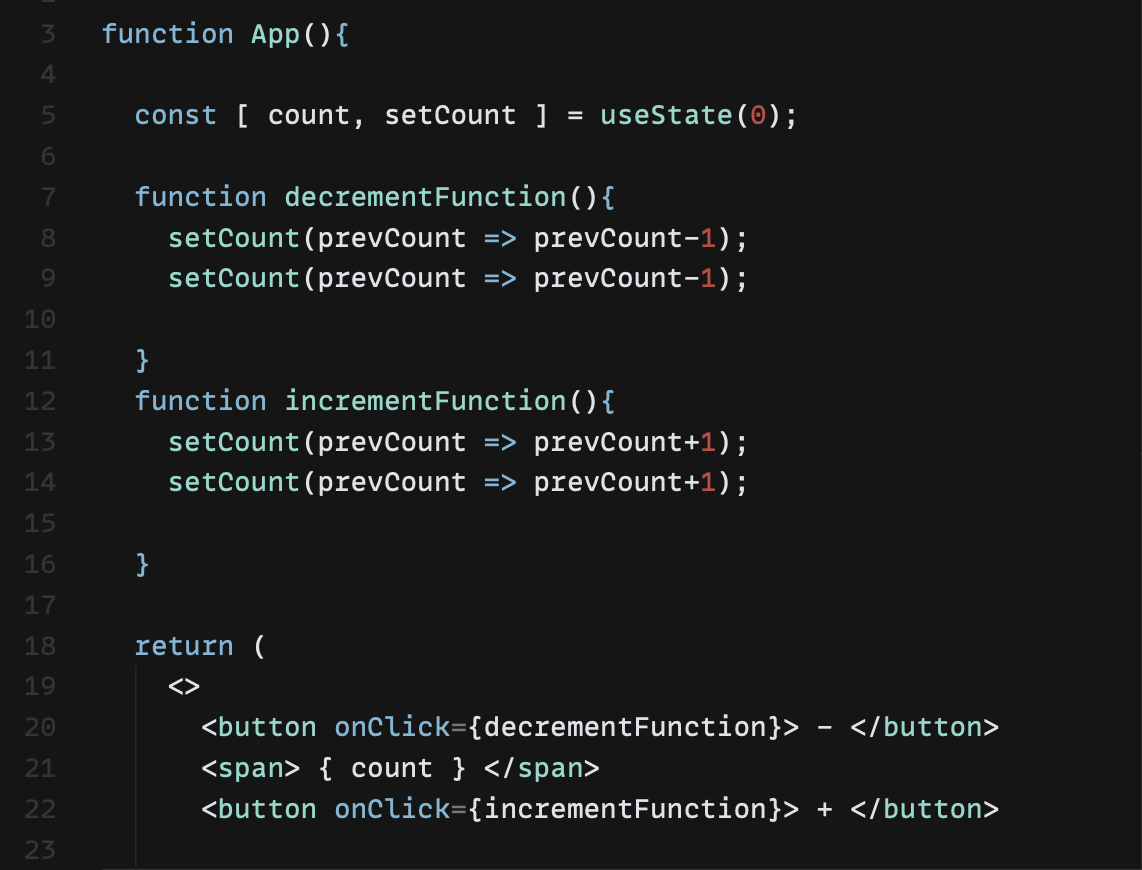 3 function App(){
4
5 const [ count, setCount ] = useState(0);
6
7 function decrementFunction(){
8 setCount(prevCount => prevCount-1);
9 setCount(prevCount => prevCount-1);
10
11 }
12 function incrementFunction(){
13 setCount(prevCount => prevCount+1);
14 setCount(prevCount => prevCount+1);
15
16 }
17
18 return (
19 <>
20 <button onClick={decrementFunction}> - </button>
21 <span> { count } </span>
22 <button onClick={incrementFunction}> + </button>
23